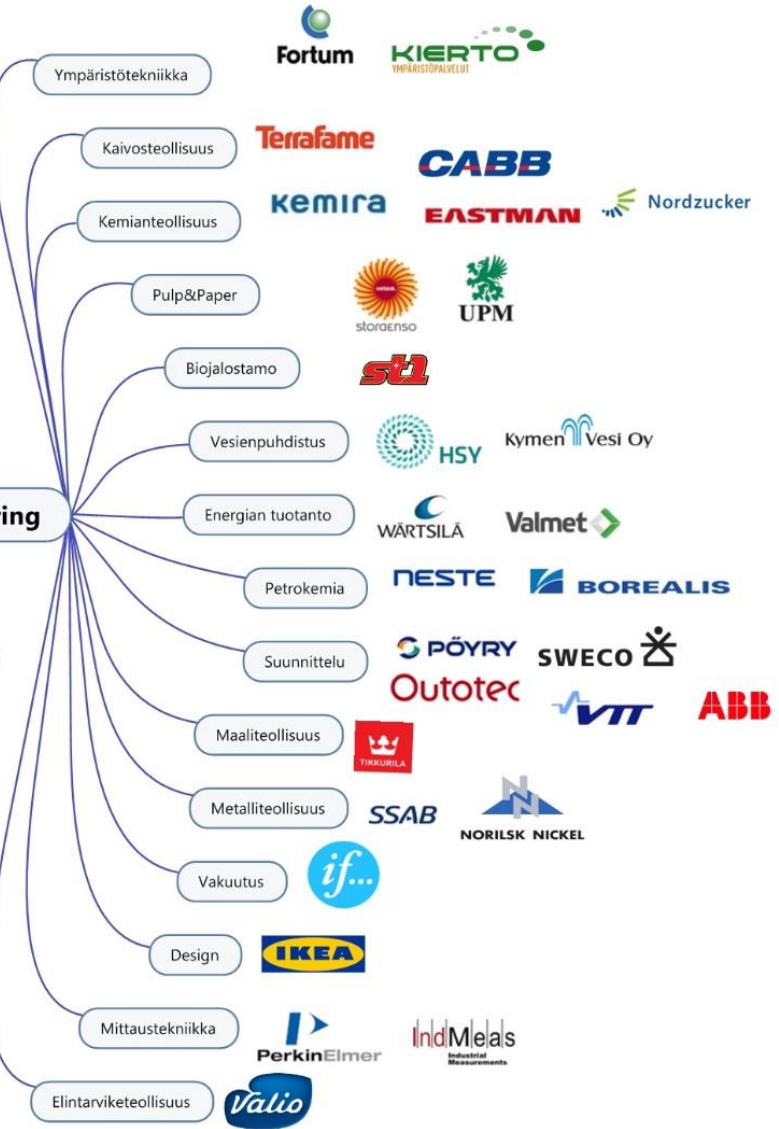 Fortum
KIERTO
YMPÄRISTÖPALVELUT
Ympäristötekniikka
Kaivosteollisuus
Terrafame
CABB
Kemianteollisuus
Kemira
EASTMAN
Nordzucker
Pulp&Paper
storaenso
UPM
Biojalostamo
st1
Vesienpuhdistus
HSY
Kymen Vesi Oy
ring
Energian tuotanto
WÄRTSILÄ
Valmet
Petrokemia
NESTE
BOREALIS
Suunnittelu
PÖYRY
SWECO
Outotec
VTT
ABB
Maaliteollisuus
TIKKURILA
Metalliteollisuus
SSAB
NN
NORILSK NICKEL
Vakuutus
if...
Design
IKEA
Mittaustekniikka
PerkinElmer
IndMeas
Industrial
Measurements
Elintarviketeollisuus
Valio